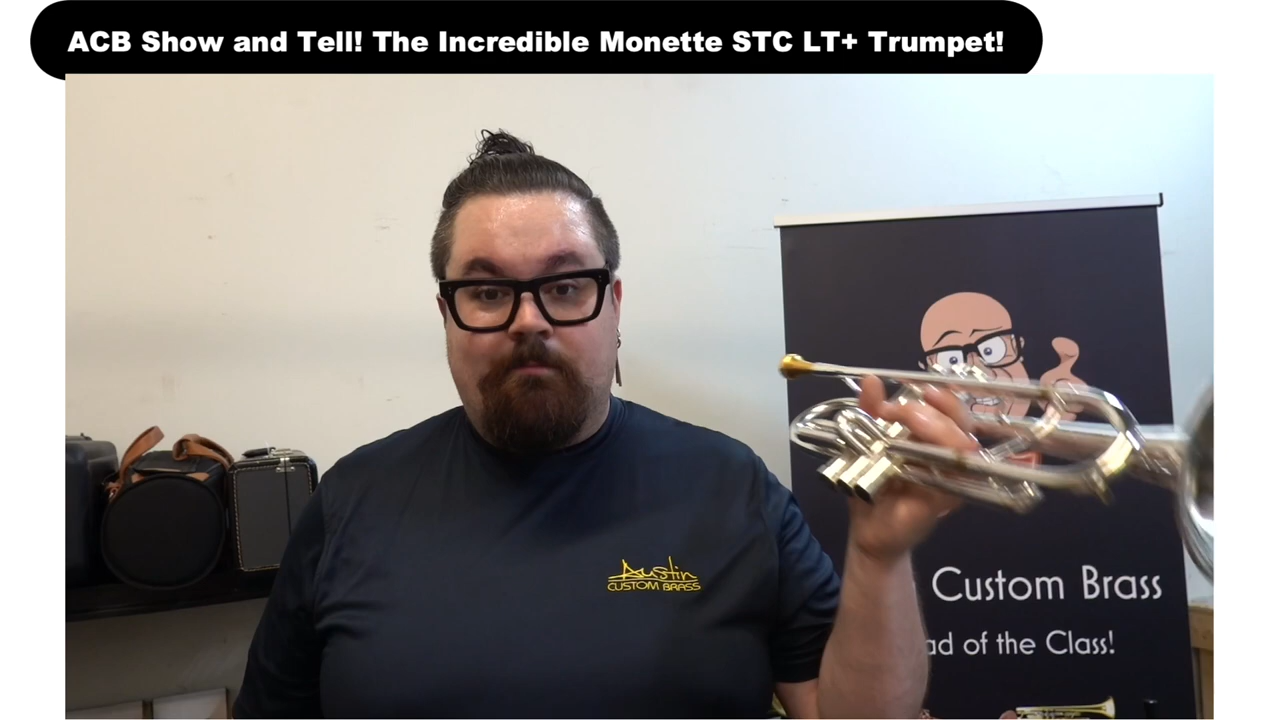 ACB Show and Tell! The Incredible Monette STC LT+ Trumpet!
Austin
CUSTOM BRASS
Custom Brass
ad of the Class!